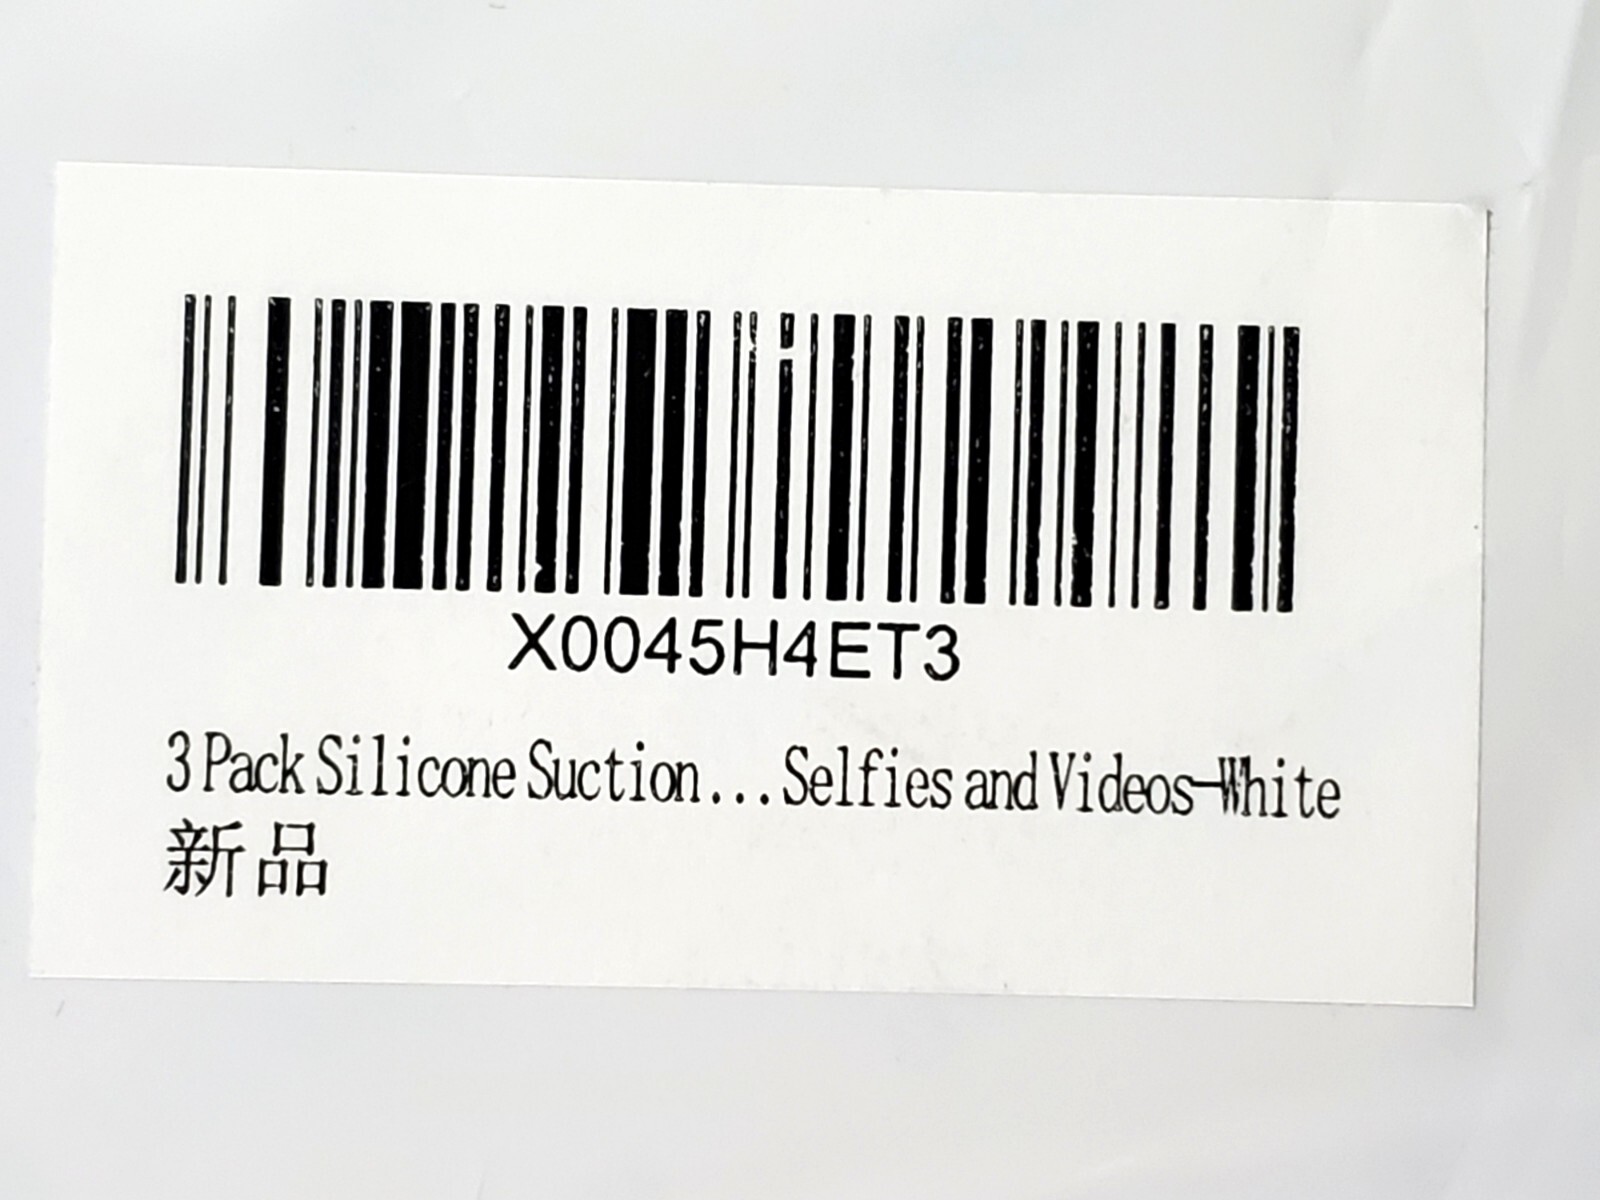 X0045H4ET3
3 Pack Silicone Suction...Selfies and Videos-White
新品